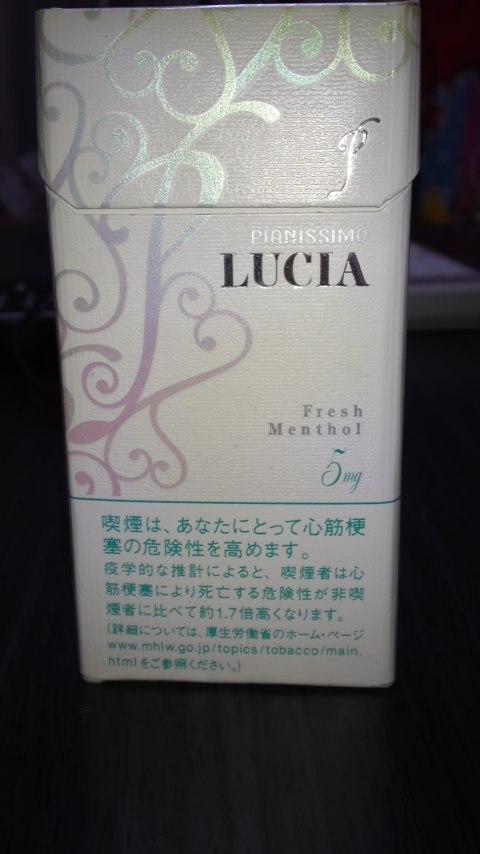 P
PIANISSIMO
LUCIA
Fresh
Menthol
5mg
喫煙は、あなたにとって心筋梗
塞の危険性を高めます。
疫学的な推計によると、喫煙者は心
筋梗塞により死亡する危険性が非喫
煙者に比べて約1.7倍高くなります。
(詳細については、厚生労働省のホーム・ページ
www.mhlw.go.jp/topics/tobacco/main.
htmlをご参照ください。)